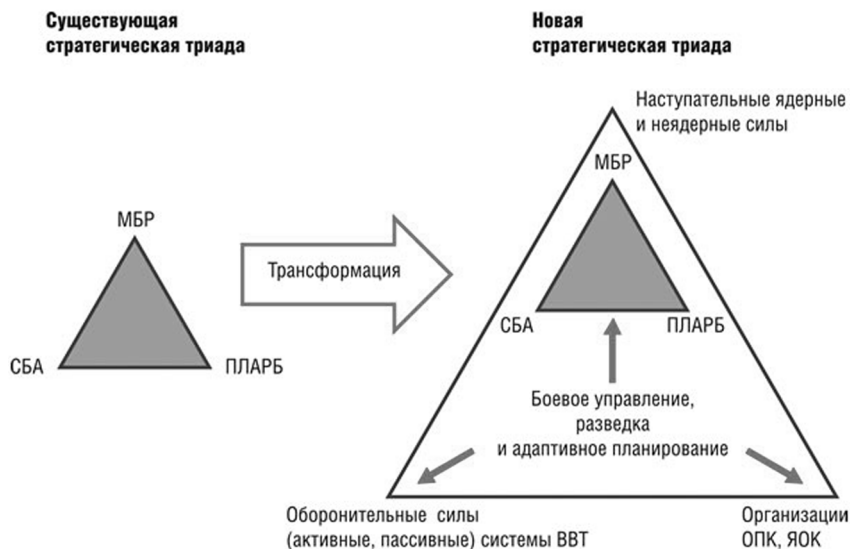 Существующая
стратегическая триада
Новая
стратегическая триада
МБР
СБА
ПЛАРБ
Трансформация
Наступательные ядерные
и неядерные силы
МБР
СБА
ПЛАРБ
Боевое управление,
разведка
и адаптивное планирование
Оборонительные силы
(активные, пассивные) системы ВВТ
Организации
ОПК, ЯОК